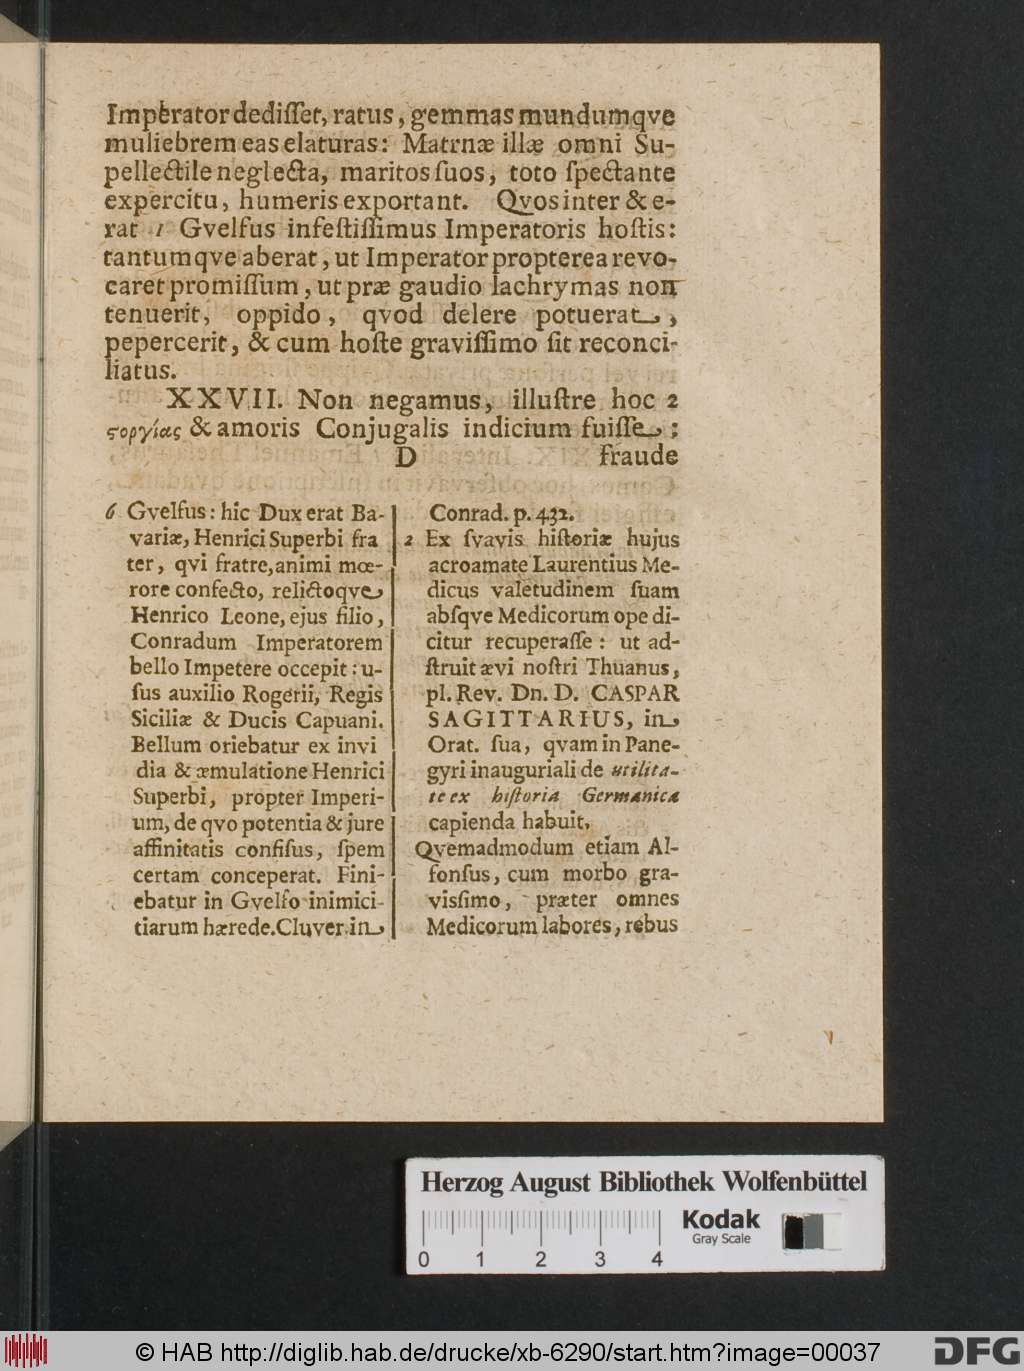 Imperator dediſſet, ratus, gemmas mundumqve
muliebrem eas elaturas: Matrnæ illæ omni Su-
pellectile neglecta, maritos ſuos, toto ſpectante
expercitu, humeris exportant. Qvos inter & e-
rat 1 Gvelfus infeſtiſſimus Imperatoris hoſtis:
tantumqve aberat, ut Imperator propterea revo-
caret promiſſum, ut præ gaudio lachrymas non
tenuerit, oppido, qvod delere potuerat,
pepercerit, & cum hoſte graviſſimo ſit reconci-
liatus.
XXVII. Non negamus, illuſtre hoc 2
ϛοργίας & amoris Conjugalis indicium fuiſſe;
D fraude
6 Gvelfus: hic Dux erat Ba-
variæ, Henrici Superbi fra
ter, qvi fratre, animi mœ-
rore confecto, relictoqve
Henrico Leone, ejus filio,
Conradum Imperatorem
bello Impetere occepit: u-
ſus auxilio Rogerii, Regis
Siciliæ & Ducis Capuani.
Bellum oriebatur ex invi
dia & æmulatione Henrici
Superbi, propter Imperi-
um, de qvo potentia & jure
affinitatis confiſus, ſpem
certam conceperat. Fini-
ebatur in Gvelfo inimici-
tiarum hærede. Cluver. in
Conrad. p. 432.
2 Ex ſvavis hiſtoriæ hujus
acroamate Laurentius Me-
dicus valetudinem ſuam
abſqve Medicorum ope di-
citur recuperaſſe: ut ad-
ſtruit ævi noſtri Thuanus,
pl. Rev. Dn. D. CASPAR
SAGITTARIUS, in
Orat. ſua, qvam in Pane-
gyri inauguriali de utilita-
te ex hiſtoria Germanica
capienda habuit.
Qvemadmodum etiam Al-
fonſus, cum morbo gra-
viſſimo, præter omnes
Medicorum labores, rebus
Herzog August Bibliothek Wolfenbüttel
Kodak
Gray Scale
0 1 2 3 4
© HAB http://diglib.hab.de/drucke/xb-6290/start.htm?image=00037
DFG